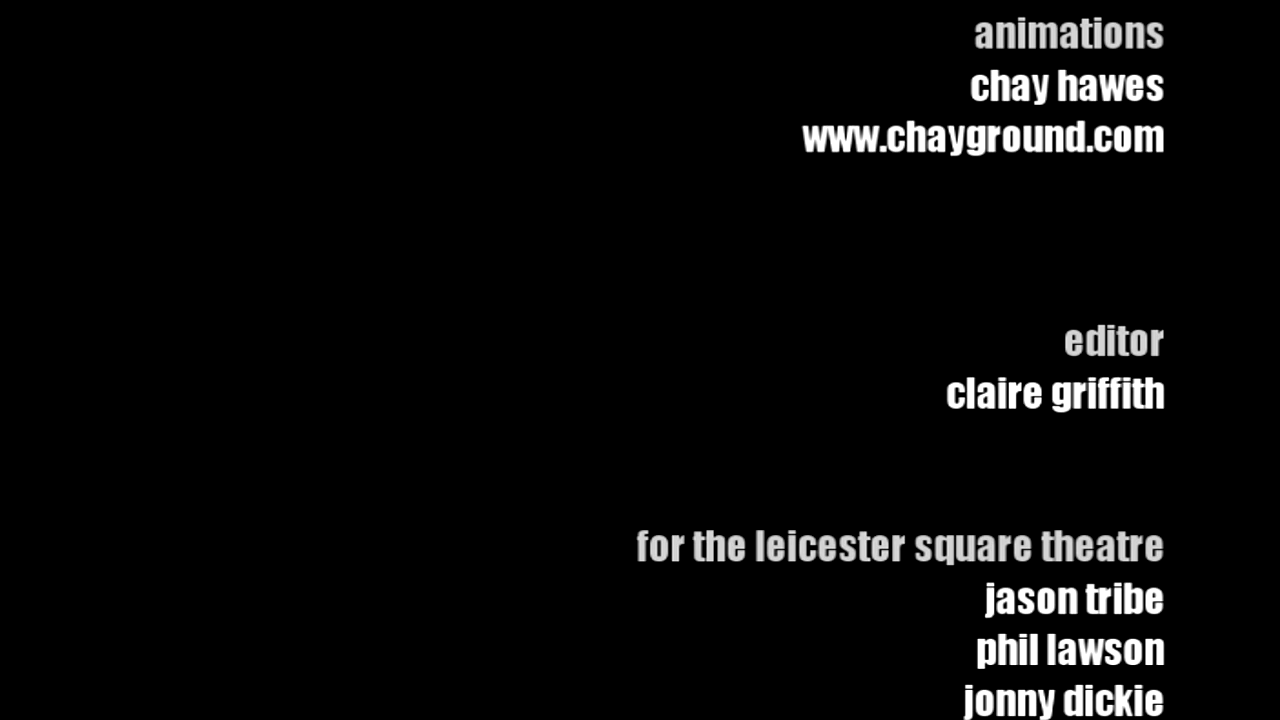 animations
chay hawes
www.chayground.com
editor
claire griffith
for the leicester square theatre
jason tribe
phil lawson
jonny dickie